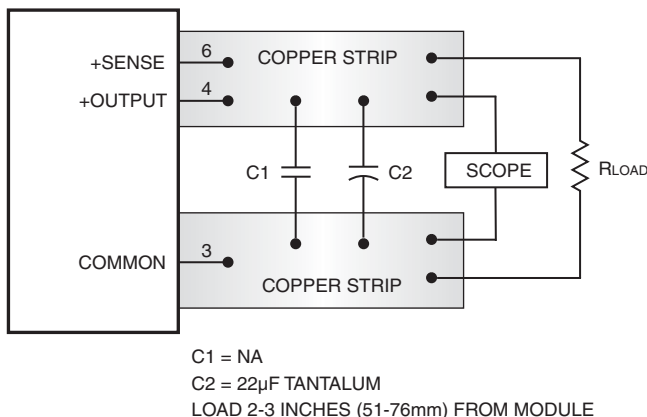 6
+SENSE
COPPER STRIP
4
+OUTPUT
C1
C2
SCOPE
RLOAD
3
COMMON
COPPER STRIP
C1 = NA
C2 = 22µF TANTALUM
LOAD 2-3 INCHES (51-76mm) FROM MODULE